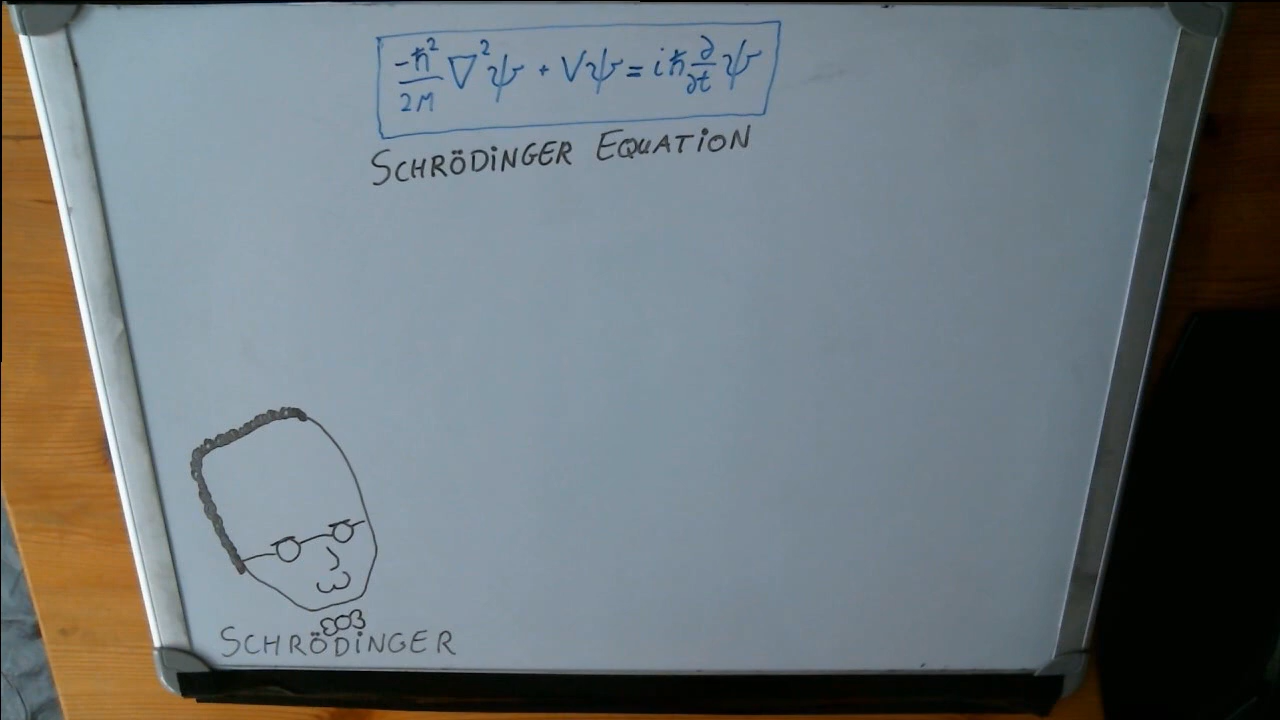 -ħ²/2M ∇²ψ + Vψ = iħ ∂/∂t ψ
SCHRÖDiNGER EQUATiON
SCHRÖDiNGER